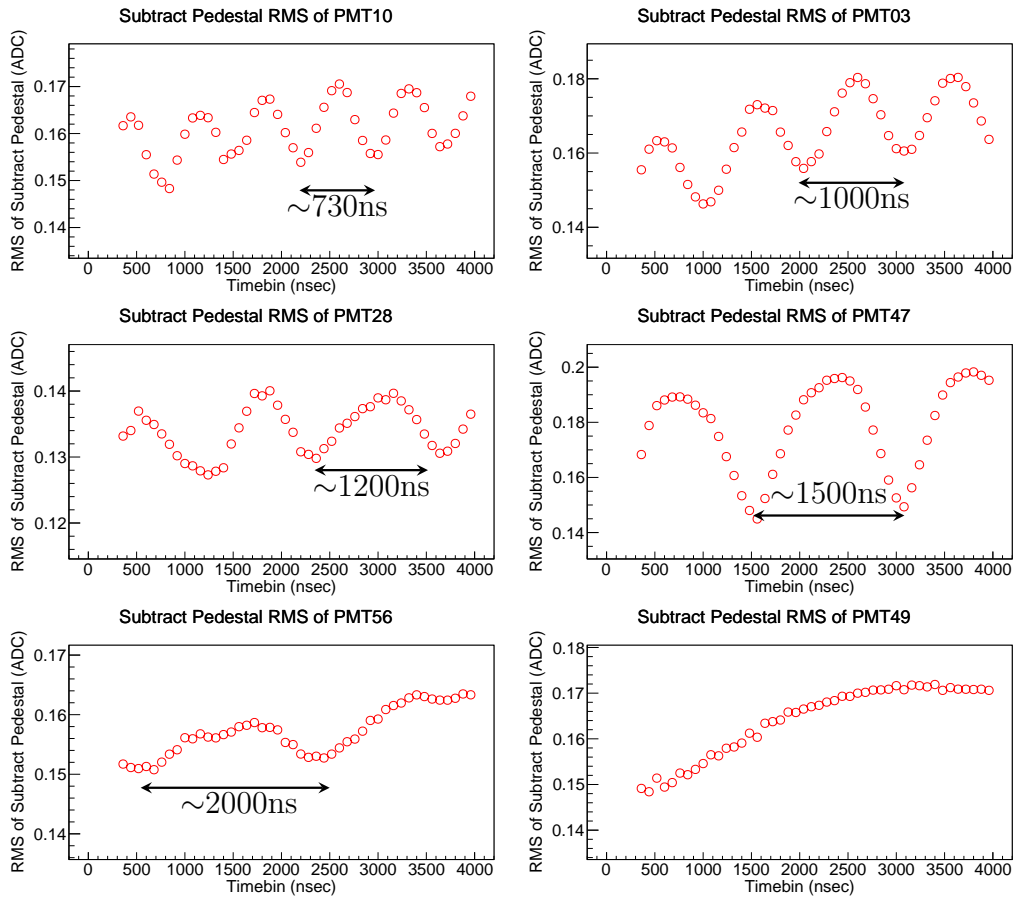 Subtract Pedestal RMS of PMT10
RMS of Subtract Pedestal (ADC)
0.17
0.16
0.15
0.14
~730ns
0 500 1000 1500 2000 2500 3000 3500 4000
Timebin (nsec)
Subtract Pedestal RMS of PMT03
RMS of Subtract Pedestal (ADC)
0.18
0.16
0.14
~1000ns
0 500 1000 1500 2000 2500 3000 3500 4000
Timebin (nsec)
Subtract Pedestal RMS of PMT28
RMS of Subtract Pedestal (ADC)
0.14
0.13
0.12
~1200ns
0 500 1000 1500 2000 2500 3000 3500 4000
Timebin (nsec)
Subtract Pedestal RMS of PMT47
RMS of Subtract Pedestal (ADC)
0.2
0.18
0.16
0.14
~1500ns
0 500 1000 1500 2000 2500 3000 3500 4000
Timebin (nsec)
Subtract Pedestal RMS of PMT56
RMS of Subtract Pedestal (ADC)
0.17
0.16
0.15
0.14
~2000ns
0 500 1000 1500 2000 2500 3000 3500 4000
Timebin (nsec)
Subtract Pedestal RMS of PMT49
RMS of Subtract Pedestal (ADC)
0.18
0.17
0.16
0.15
0.14
0 500 1000 1500 2000 2500 3000 3500 4000
Timebin (nsec)